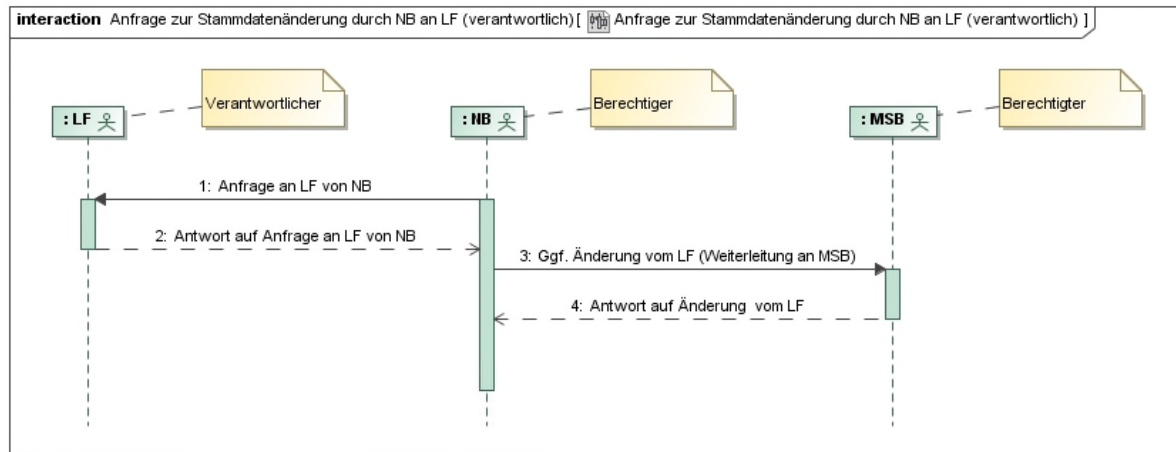 interaction Anfrage zur Stammdatenänderung durch NB an LF (verantwortlich)[ Anfrage zur Stammdatenänderung durch NB an LF (verantwortlich) ]
Verantwortlicher
Berechtiger
Berechtigter
: LF
: NB
: MSB
1: Anfrage an LF von NB
2: Antwort auf Anfrage an LF von NB
3: Ggf. Änderung vom LF (Weiterleitung an MSB)
4: Antwort auf Änderung vom LF